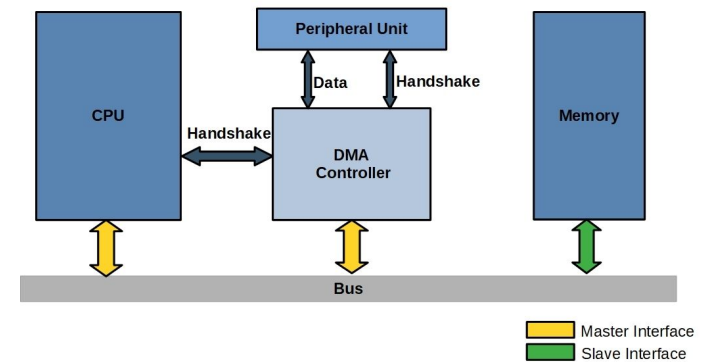 Peripheral Unit
CPU
Data
Handshake
Memory
Handshake
DMA
Controller
Bus
Master Interface
Slave Interface